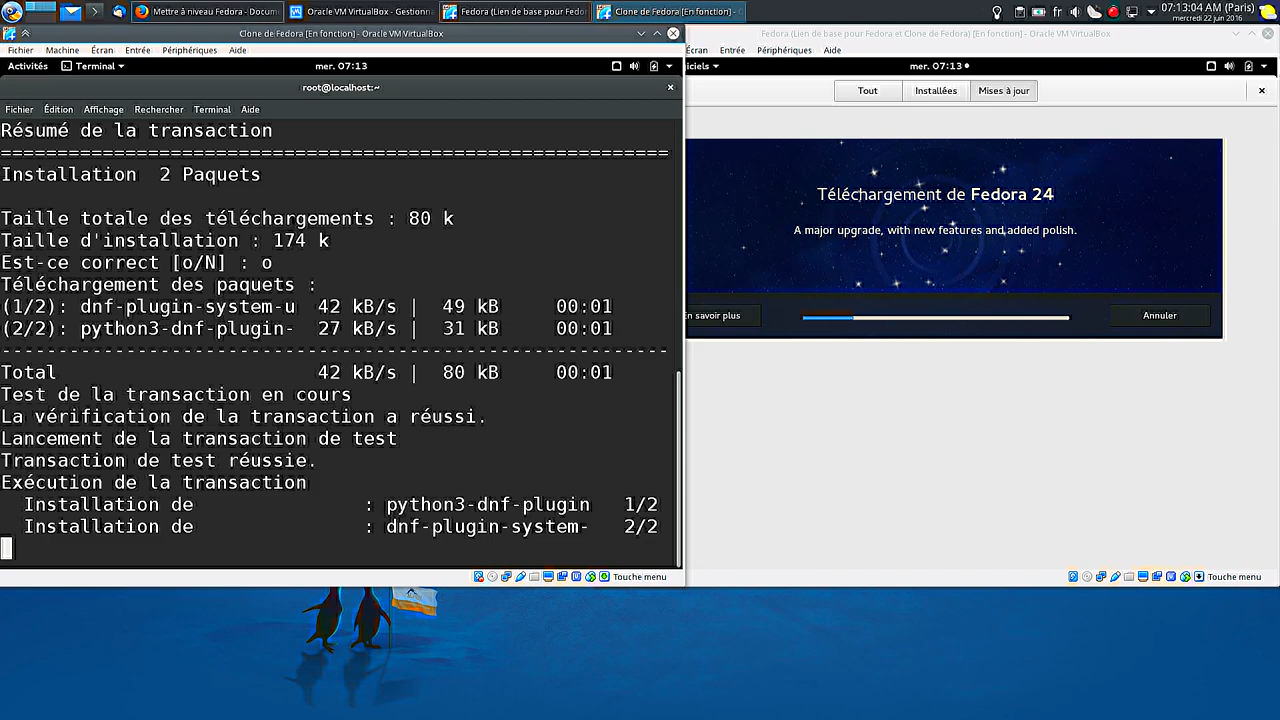 Mettre à niveau Fedora - Docum
Oracle VM VirtualBox - Gestionn
Fedora (Lien de base pour Fedor
Clone de Fedora [En fonction] - O
fr
07:13:04 AM (Paris)
mercredi 22 juin 2016
Clone de Fedora [En fonction] - Oracle VM VirtualBox
Fichier Machine Écran Entrée Périphériques Aide
Activités Terminal mer. 07:13
root@localhost:~
Fichier Édition Affichage Rechercher Terminal Aide
Résumé de la transaction
================================================================
Installation 2 Paquets
Taille totale des téléchargements : 80 k
Taille d'installation : 174 k
Est-ce correct [o/N] : o
Téléchargement des paquets :
(1/2): dnf-plugin-system-u 42 kB/s | 49 kB 00:01
(2/2): python3-dnf-plugin- 27 kB/s | 31 kB 00:01
----------------------------------------------------------------
Total 42 kB/s | 80 kB 00:01
Test de la transaction en cours
La vérification de la transaction a réussi.
Lancement de la transaction de test
Transaction de test réussie.
Exécution de la transaction
Installation de : python3-dnf-plugin 1/2
Installation de : dnf-plugin-system- 2/2
Touche menu
Fedora (Lien de base pour Fedora et Clone de Fedora) [En fonction] - Oracle VM VirtualBox
Écran Entrée Périphériques Aide
iciels mer. 07:13
Tout Installées Mises à jour
Téléchargement de Fedora 24
A major upgrade, with new features and added polish.
En savoir plus Annuler
Touche menu